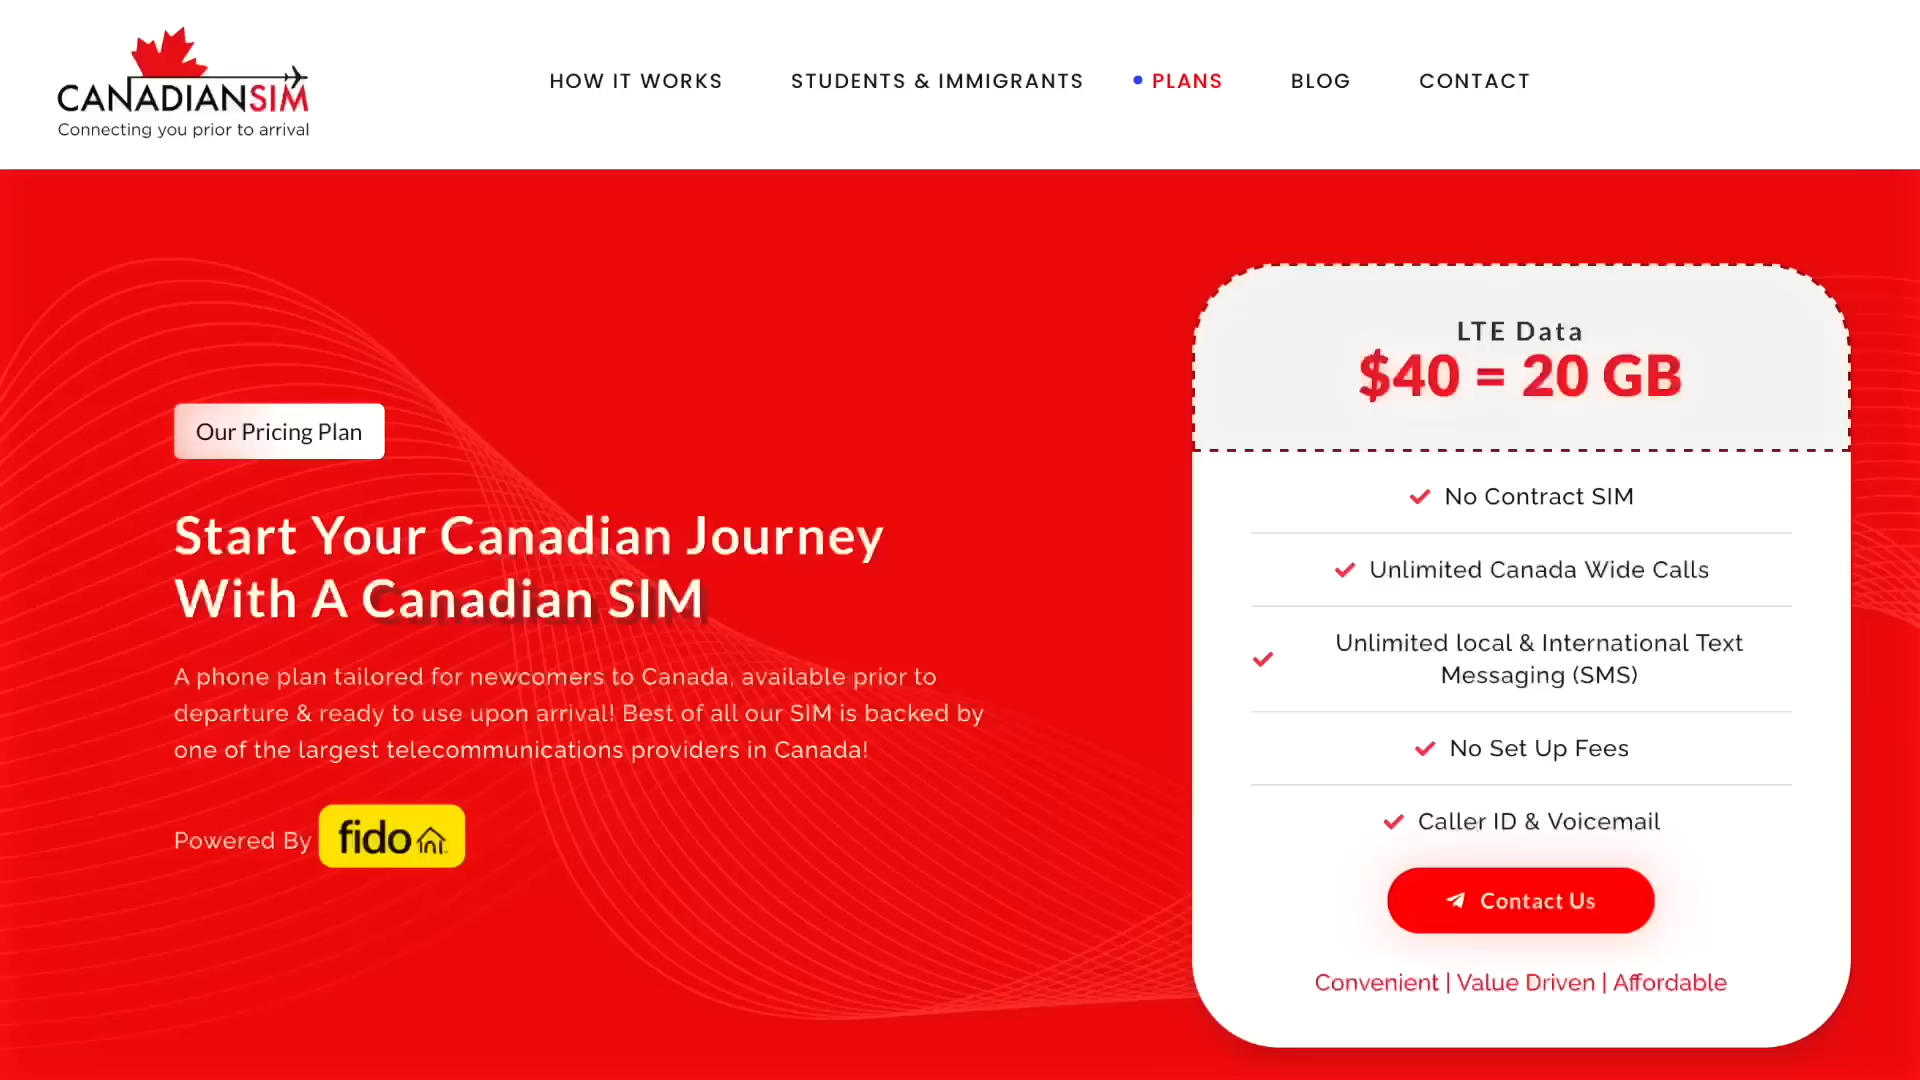 CANADIANSIM
Connecting you prior to arrival
HOW IT WORKS
STUDENTS & IMMIGRANTS
PLANS
BLOG
CONTACT
Our Pricing Plan
Start Your Canadian Journey
With A Canadian SIM
A phone plan tailored for newcomers to Canada, available prior to
departure & ready to use upon arrival! Best of all our SIM is backed by
one of the largest telecommunications providers in Canada!
Powered By fido
LTE Data
$40 = 20 GB
No Contract SIM
Unlimited Canada Wide Calls
Unlimited local & International Text
Messaging (SMS)
No Set Up Fees
Caller ID & Voicemail
Contact Us
Convenient | Value Driven | Affordable